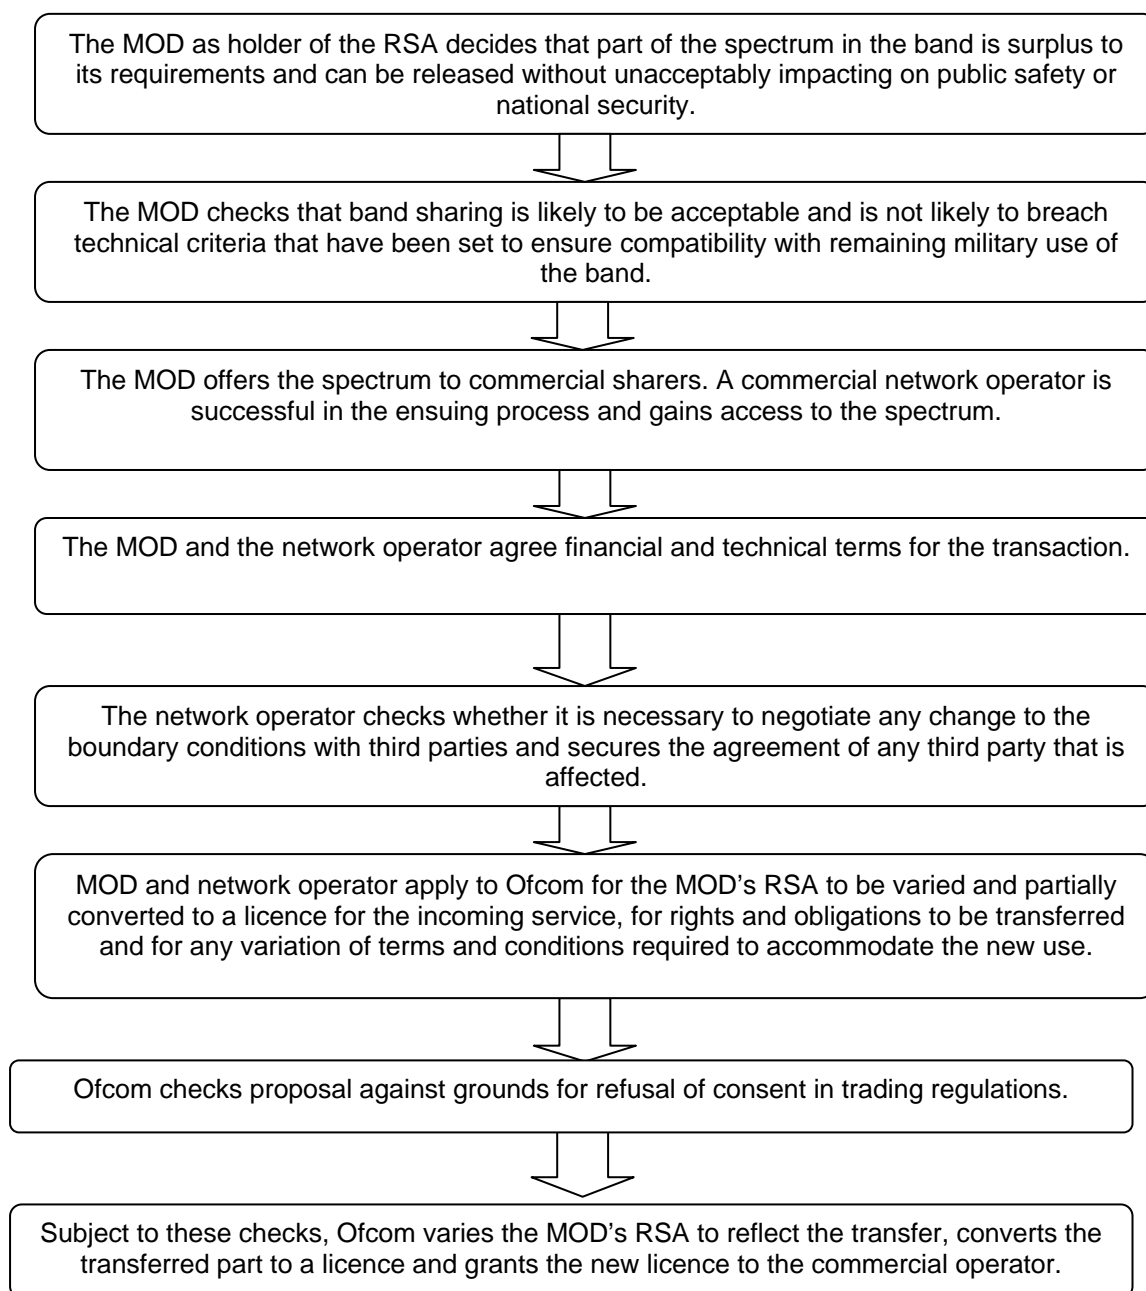 The MOD as holder of the RSA decides that part of the spectrum in the band is surplus to
its requirements and can be released without unacceptably impacting on public safety or
national security.
The MOD checks that band sharing is likely to be acceptable and is not likely to breach
technical criteria that have been set to ensure compatibility with remaining military use of
the band.
The MOD offers the spectrum to commercial sharers. A commercial network operator is
successful in the ensuing process and gains access to the spectrum.
The MOD and the network operator agree financial and technical terms for the transaction.
The network operator checks whether it is necessary to negotiate any change to the
boundary conditions with third parties and secures the agreement of any third party that is
affected.
MOD and network operator apply to Ofcom for the MOD's RSA to be varied and partially
converted to a licence for the incoming service, for rights and obligations to be transferred
and for any variation of terms and conditions required to accommodate the new use.
Ofcom checks proposal against grounds for refusal of consent in trading regulations.
Subject to these checks, Ofcom varies the MOD's RSA to reflect the transfer, converts the
transferred part to a licence and grants the new licence to the commercial operator.